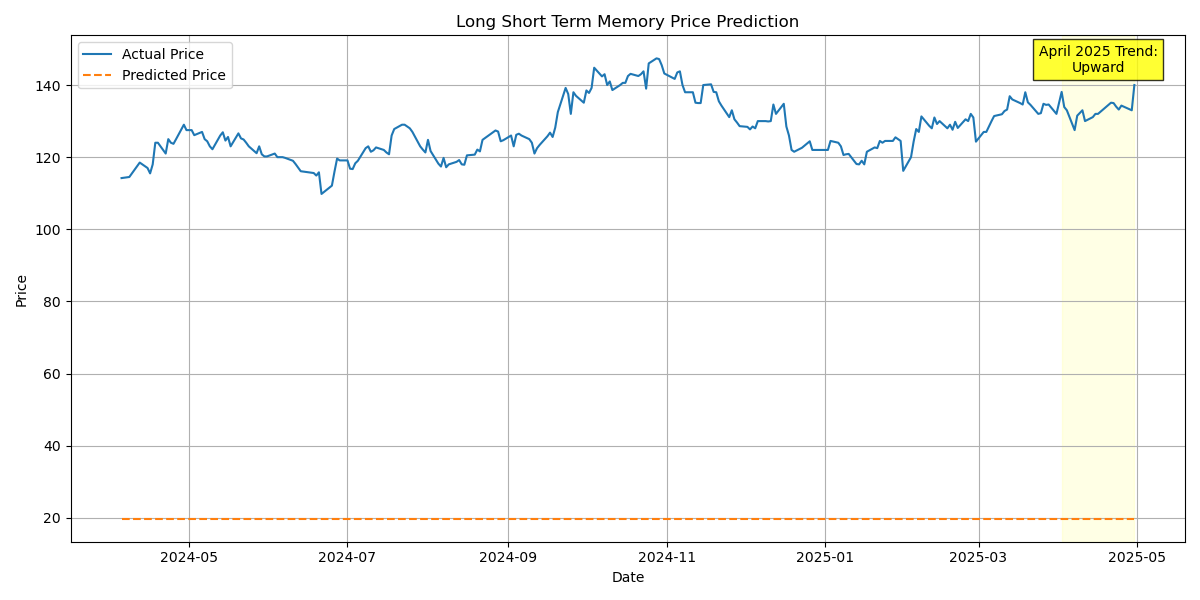 Long Short Term Memory Price Prediction
Actual Price
Predicted Price
April 2025 Trend:
Upward
Price
140
120
100
80
60
40
20
2024-05
2024-07
2024-09
2024-11
2025-01
2025-03
2025-05
Date